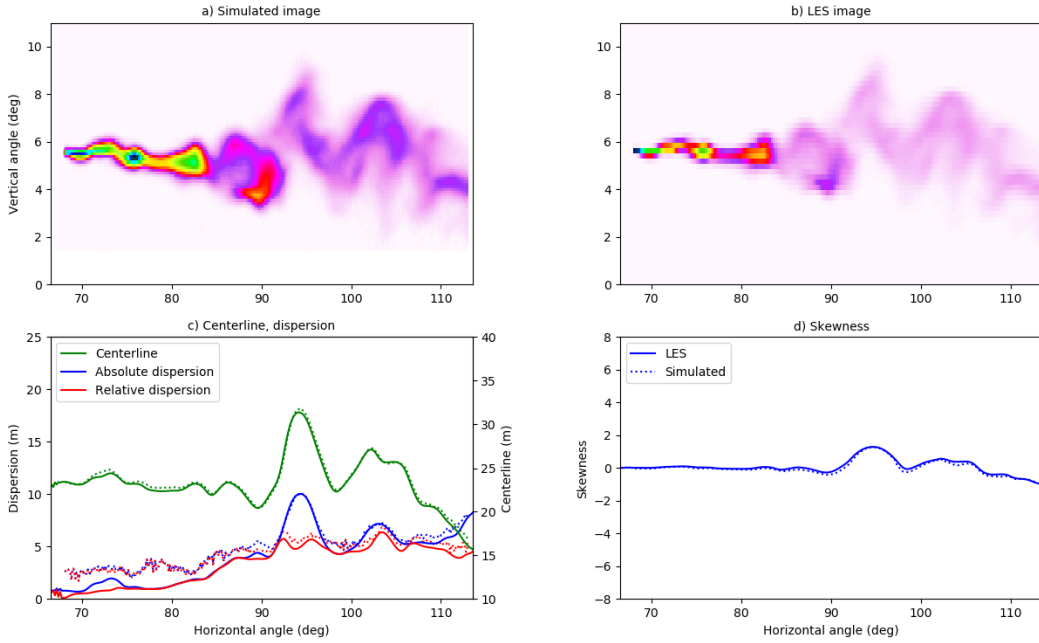 a) Simulated image
b) LES image
Vertical angle (deg)
10
8
6
4
2
0
70 80 90 100 110
10
8
6
4
2
0
70 80 90 100 110
c) Centerline, dispersion
d) Skewness
Centerline
Absolute dispersion
Relative dispersion
Dispersion (m)
25
20
15
10
5
0
40
35
30
25
20
15
10
Centerline (m)
70 80 90 100 110
Horizontal angle (deg)
LES
Simulated
Skewness
8
6
4
2
0
−2
−4
−6
−8
70 80 90 100 110
Horizontal angle (deg)